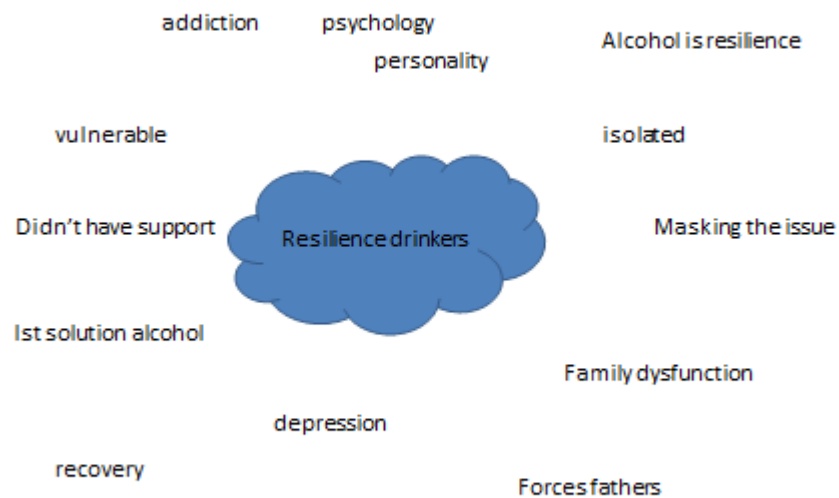 addiction
psychology
personality
Alcohol is resilience
vulnerable
isolated
Didn't have support
Resilience drinkers
Masking the issue
Ist solution alcohol
Family dysfunction
depression
recovery
Forces fathers